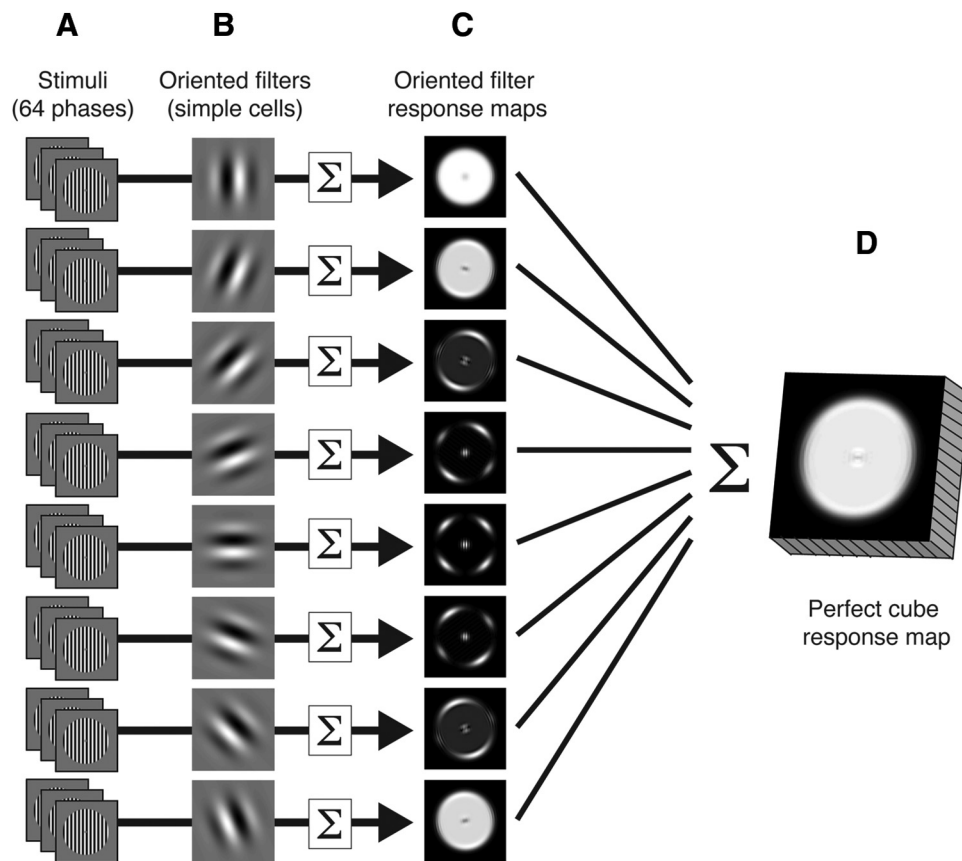 A B C
Stimuli
(64 phases)
Oriented filters
(simple cells)
Oriented filter
response maps
Σ
Σ
Σ
Σ
Σ
Σ
Σ
Σ
D
Σ
Perfect cube
response map